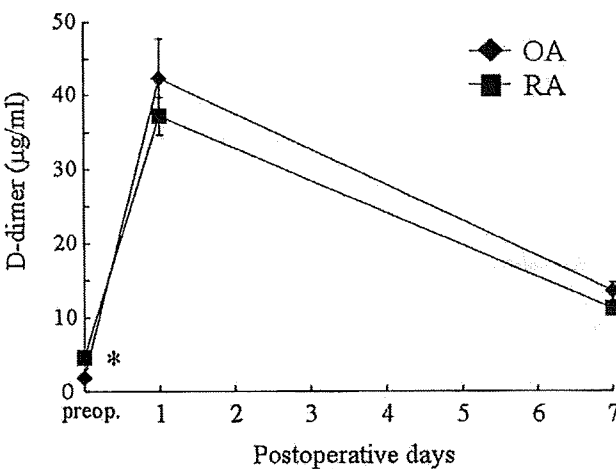 50
40
30
20
10
0
D-dimer (μg/ml)
OA
RA
*
preop. 1 2 3 4 5 6 7
Postoperative days